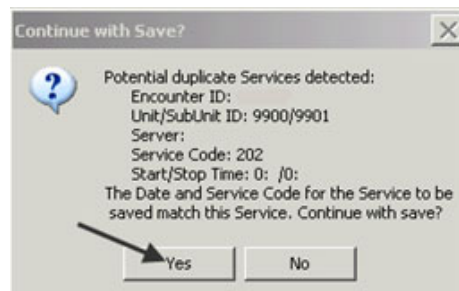 Continue with Save?
Potential duplicate Services detected:
Encounter ID:
Unit/SubUnit ID: 9900/9901
Server:
Service Code: 202
Start/Stop Time: 0: /0:
The Date and Service Code for the Service to be
saved match this Service. Continue with save?
Yes
No